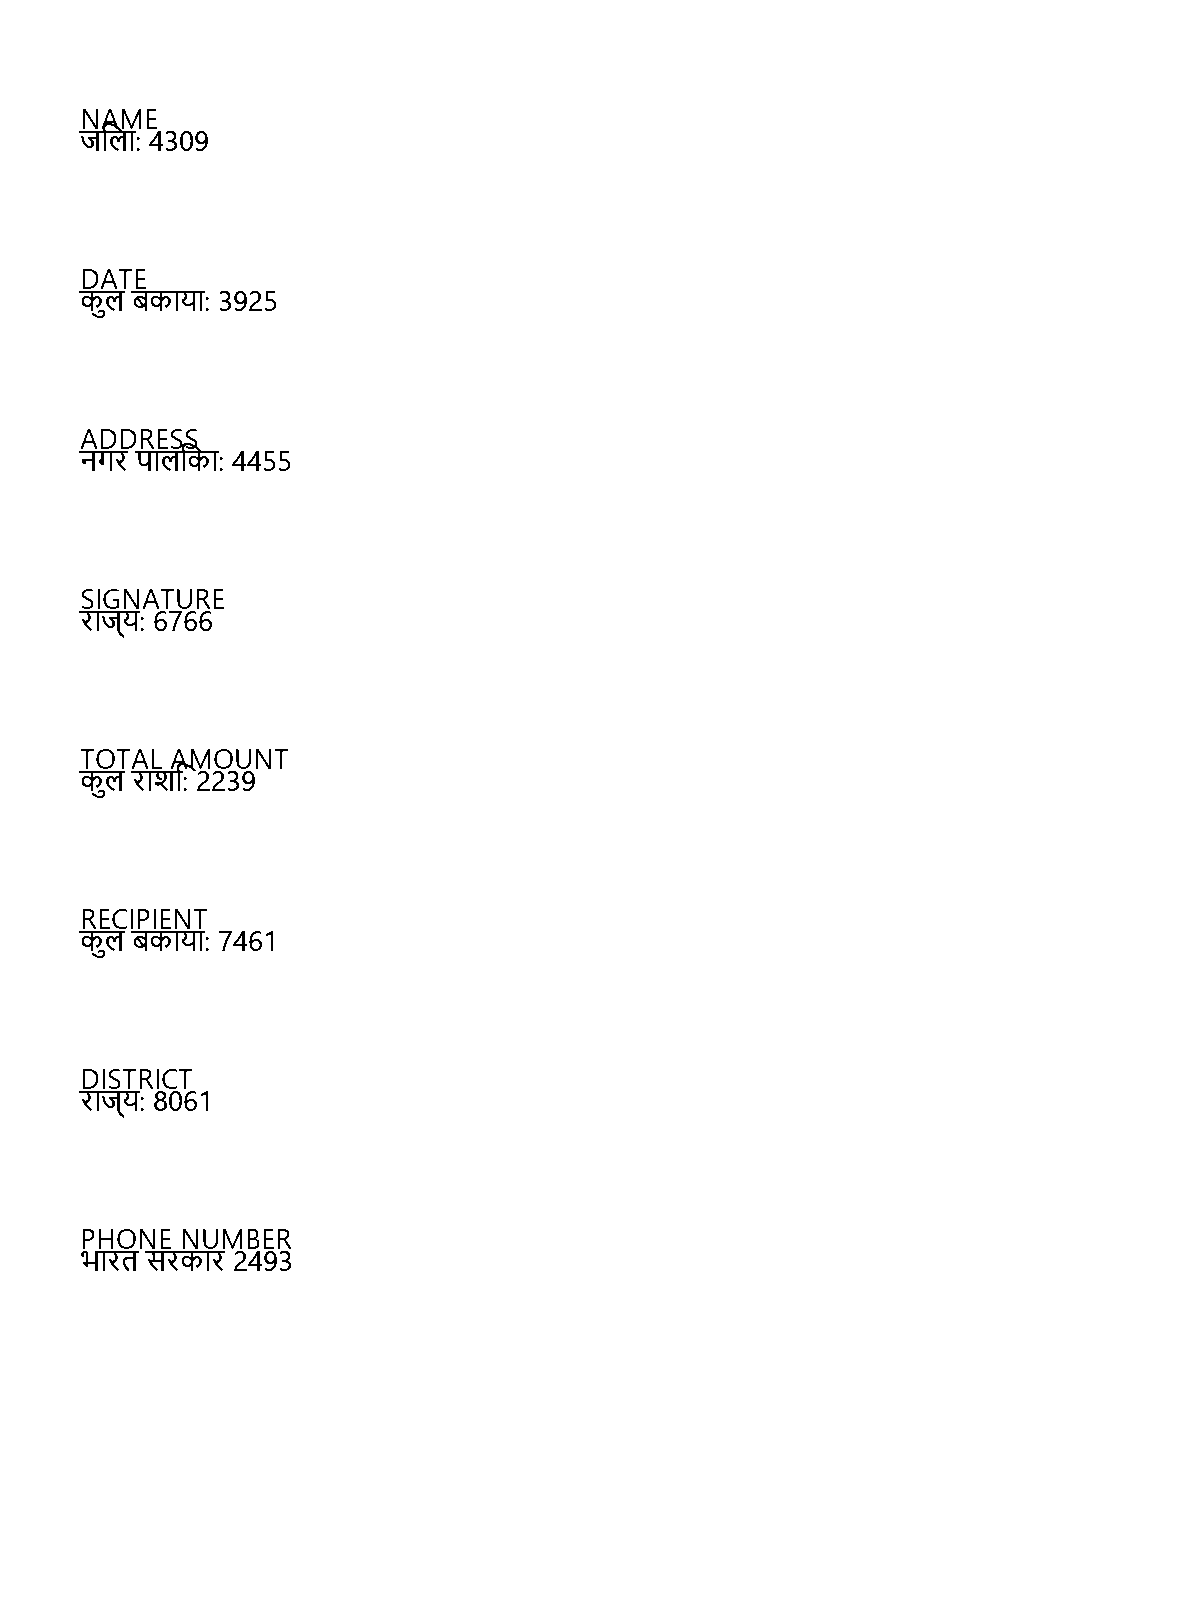 NAME
जिला: 4309
DATE
कुल बकाया: 3925
ADDRESS
नगर पालिका: 4455
SIGNATURE
राज्य: 6766
TOTAL AMOUNT
कुल राशि: 2239
RECIPIENT
कुल बकाया: 7461
DISTRICT
राज्य: 8061
PHONE NUMBER
भारत सरकार 2493